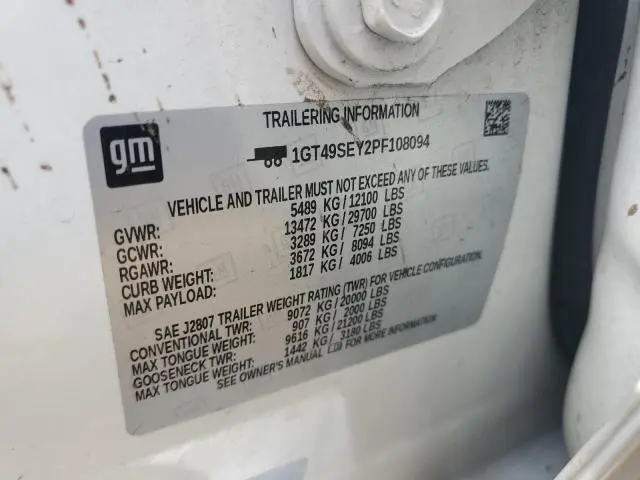 TRAILERING INFORMATION
gm
1GT49SEY2PF108094
VEHICLE AND TRAILER MUST NOT EXCEED ANY OF THESE VALUES.
GVWR: 5489 KG / 12100 LBS
GCWR: 13472 KG / 29700 LBS
RGAWR: 3289 KG / 7250 LBS
CURB WEIGHT: 3672 KG / 8094 LBS
MAX PAYLOAD: 1817 KG / 4006 LBS
SAE J2807 TRAILER WEIGHT RATING (TWR) FOR VEHICLE CONFIGURATION.
CONVENTIONAL TWR: 9072 KG / 20000 LBS
MAX TONGUE WEIGHT: 907 KG / 2000 LBS
GOOSENECK TWR: 9616 KG / 21200 LBS
MAX TONGUE WEIGHT: 1442 KG / 3180 LBS
SEE OWNER'S MANUAL FOR MORE INFORMATION